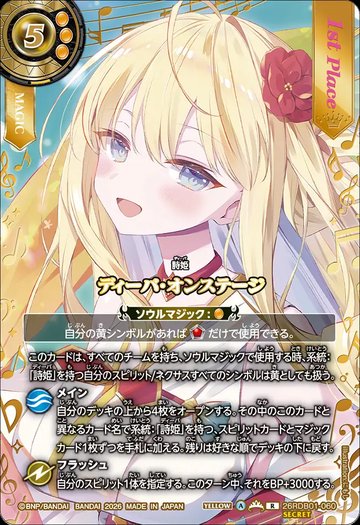 5
1st Place
MAGIC
詩姫
ディーバ・オンステージ
ソウルマジック：
自分の黄シンボルがあれば だけで使用できる。
このカードは、すべてのチームを持ち、ソウルマジックで使用する時、系統：
「詩姫」を持つ自分のスピリット/ネクサスすべてのシンボルは黄としても扱う。
メイン
自分のデッキの上から4枚をオープンする。その中のこのカードと
異なるカード名で系統：「詩姫」を持つ、スピリットカードとマジック
カード1枚ずつを手札に加える。残りは好きな順でデッキの下に戻す。
フラッシュ
自分のスピリット1体を指定する。このターン中、それをBP+3000する。
©BNP/BANDAI BANDAI 2026 MADE IN JAPAN YELLOW A R 26RDB01-060
SECRET